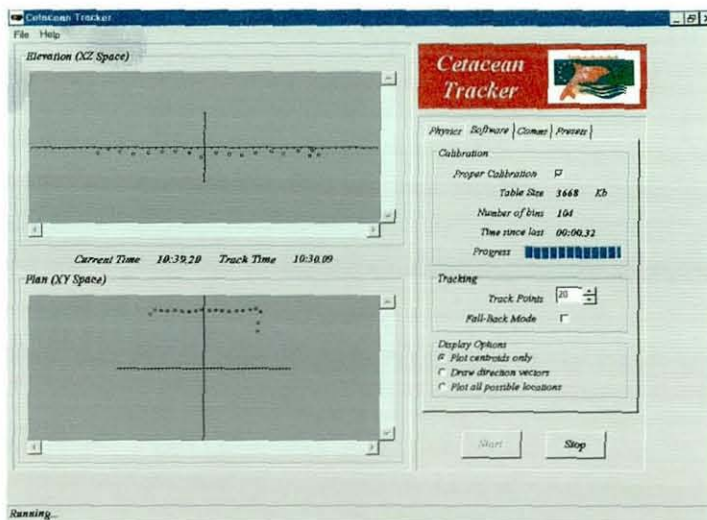 Cetacean Tracker
File Help
Elevation (XZ Space)
Current Time 10:39.20 Track Time 10:30.09
Plan (XY Space)
Cetacean
Tracker
Physics Software Comms Presets
Calibration
Proper Calibration
Table Size 3668 Kb
Number of bins 104
Time since last 00:00.32
Progress
Tracking
Track Points 20
Fall-Back Mode
Display Options
Plot centroids only
Draw direction vectors
Plot all possible locations
Start Stop
Running...